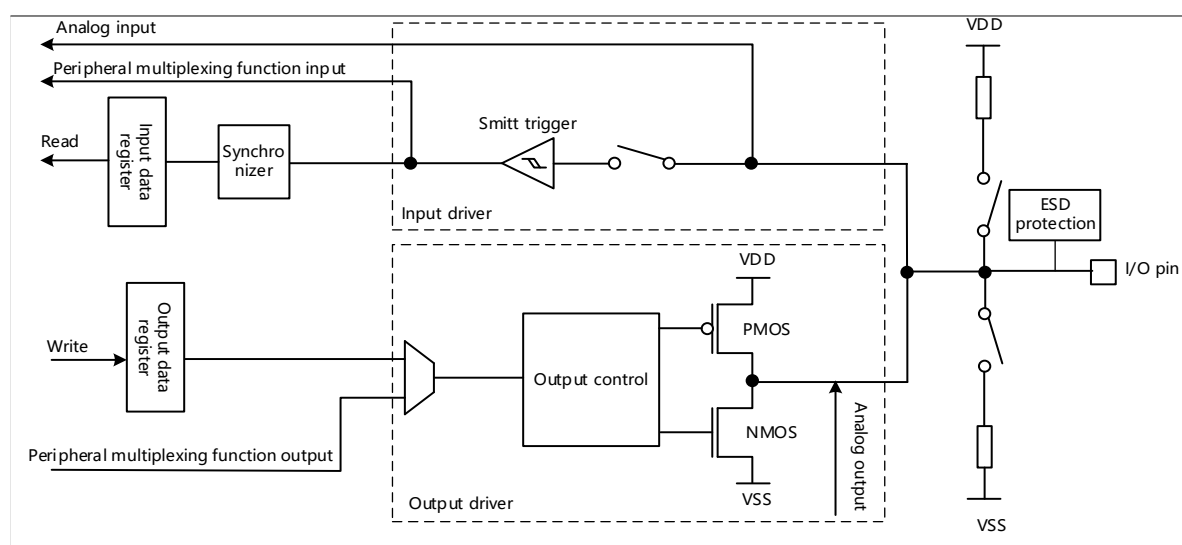 Analog input
Peripheral multiplexing function input
Read
Input data
register
Synchro
nizer
Smitt trigger
Input driver
VDD
ESD
protection
I/O pin
VSS
Write
Output data
register
Peripheral multiplexing function output
Output control
VDD
PMOS
NMOS
VSS
Analog output
Output driver